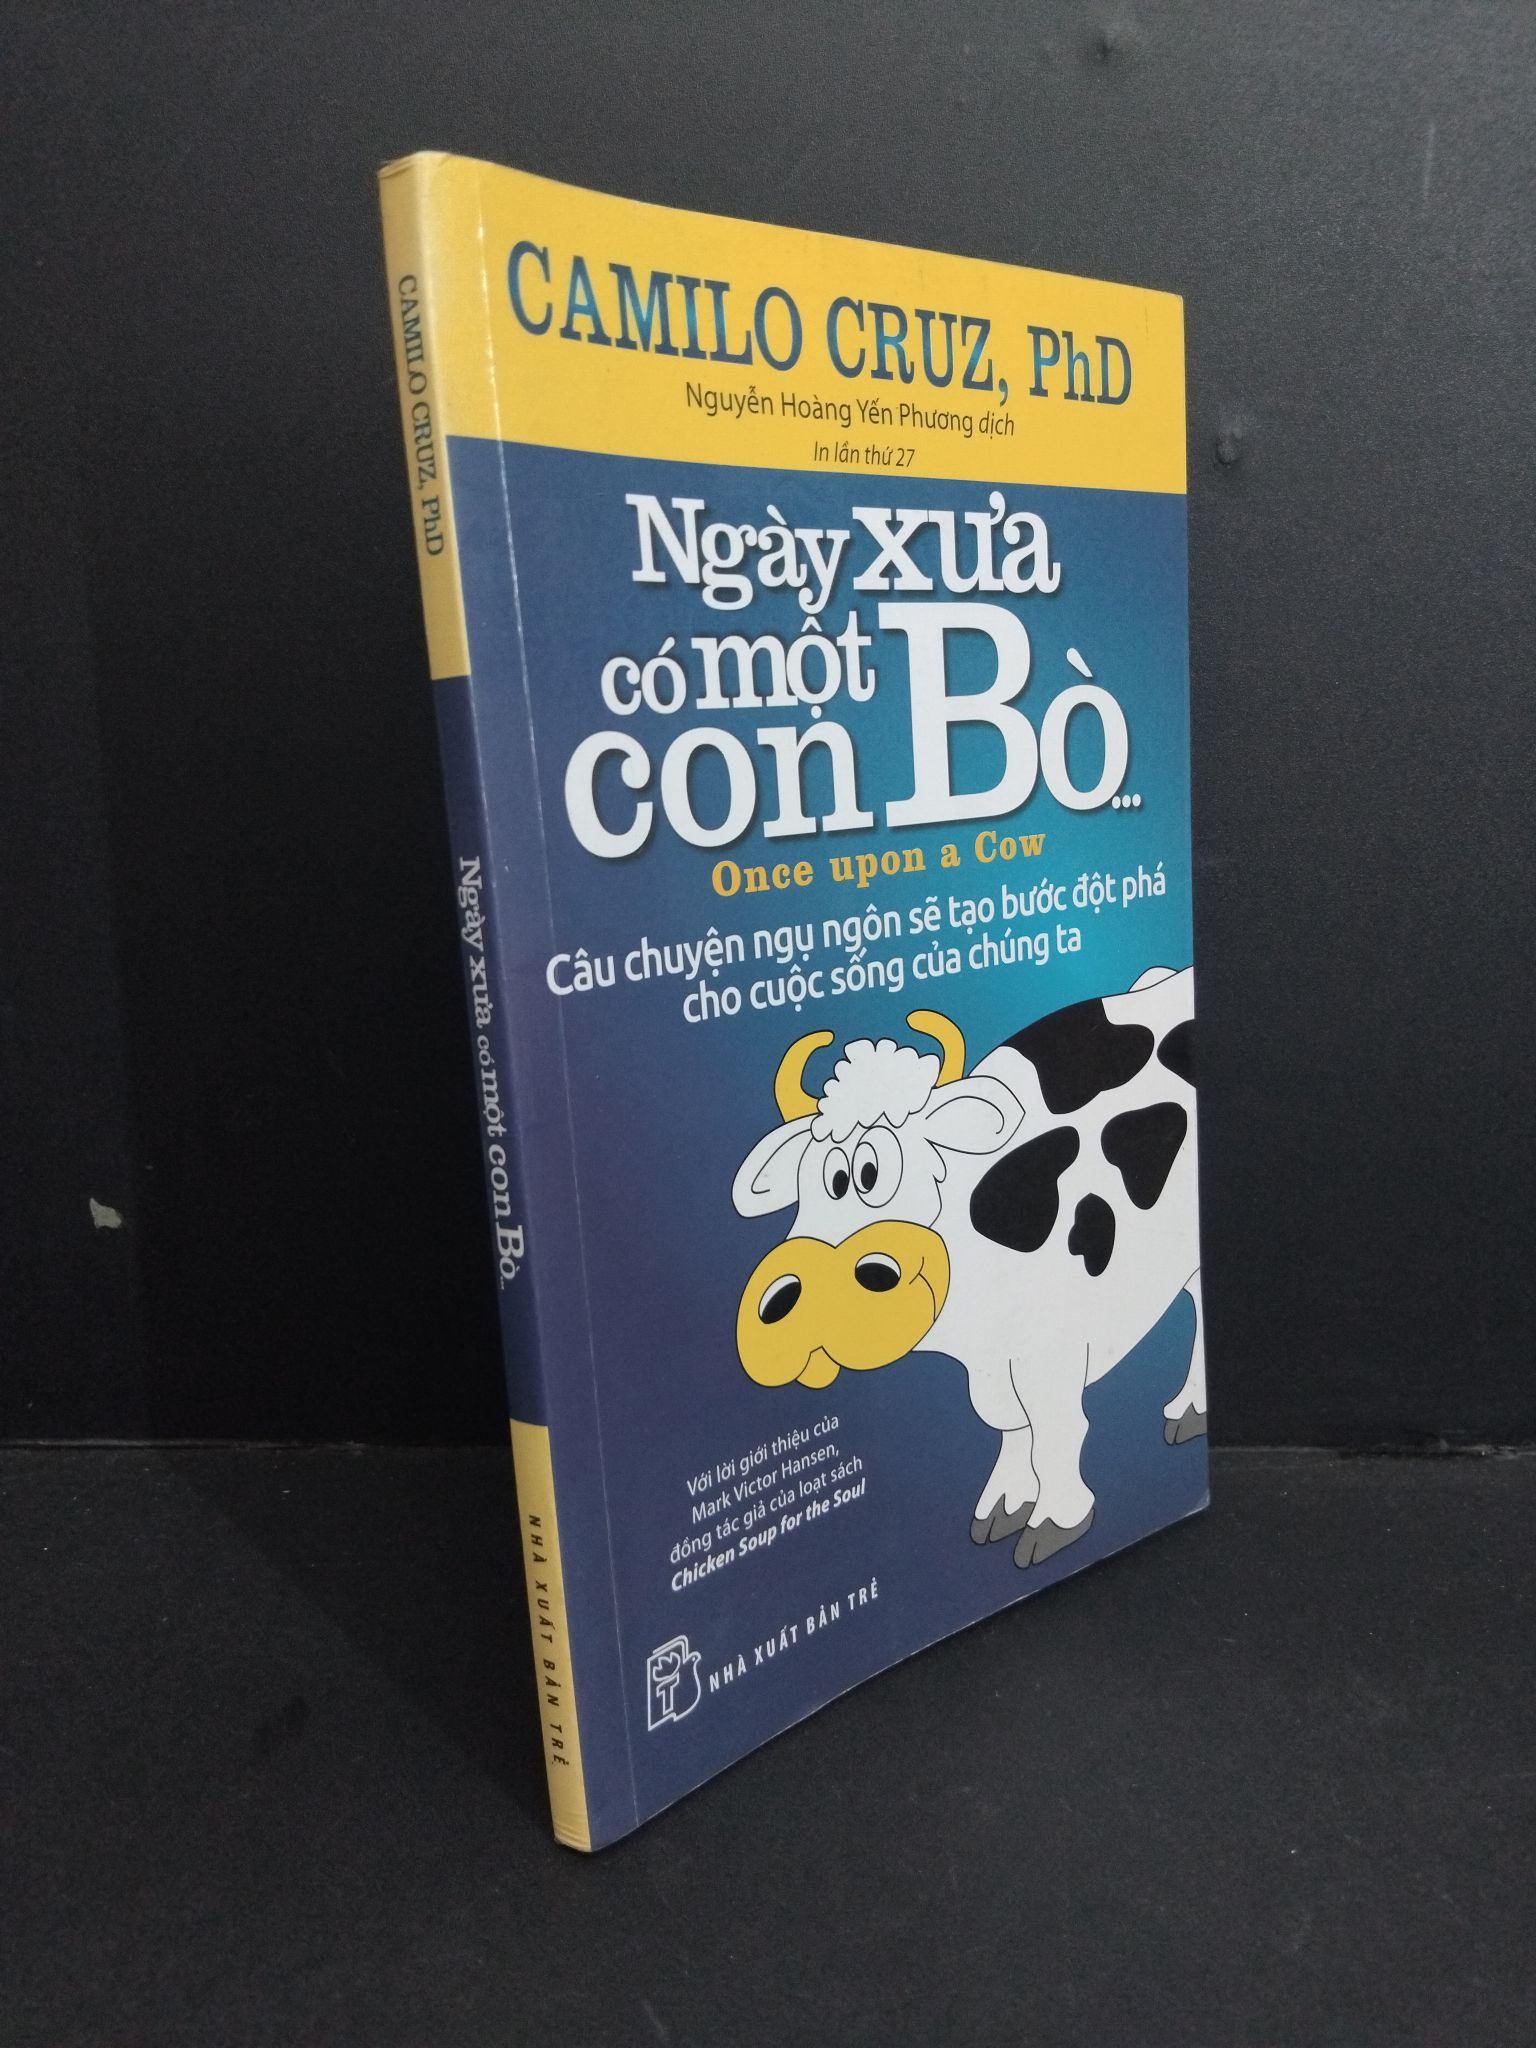 CAMILO CRUZ, PhD
Nguyễn Hoàng Yến Phương dịch
In lần thứ 27
Ngày xưa
có một
con Bò...
Once upon a Cow
Câu chuyện ngụ ngôn sẽ tạo bước đột phá
cho cuộc sống của chúng ta
Với lời giới thiệu của
Mark Victor Hansen,
đồng tác giả của loạt sách
Chicken Soup for the Soul
NHÀ XUẤT BẢN TRẺ
CAMILO CRUZ, PhD
Ngày xưa có một con Bò...
NHÀ XUẤT BẢN TRẺ